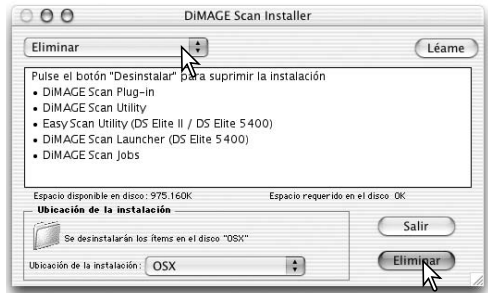 DiMAGE Scan Installer
Eliminar
Léame
Pulse el botón "Desinstalar" para suprimir la instalación
• DiMAGE Scan Plug-in
• DiMAGE Scan Utility
• Easy Scan Utility (DS Elite II / DS Elite 5400)
• DiMAGE Scan Launcher (DS Elite 5400)
• DiMAGE Scan Jobs
Espacio disponible en disco: 975.160K Espacio requerido en el disco 0K
Ubicación de la instalación
Se desinstalarán los ítems en el disco "OSX"
Salir
Ubicación de la instalación: OSX
Eliminar